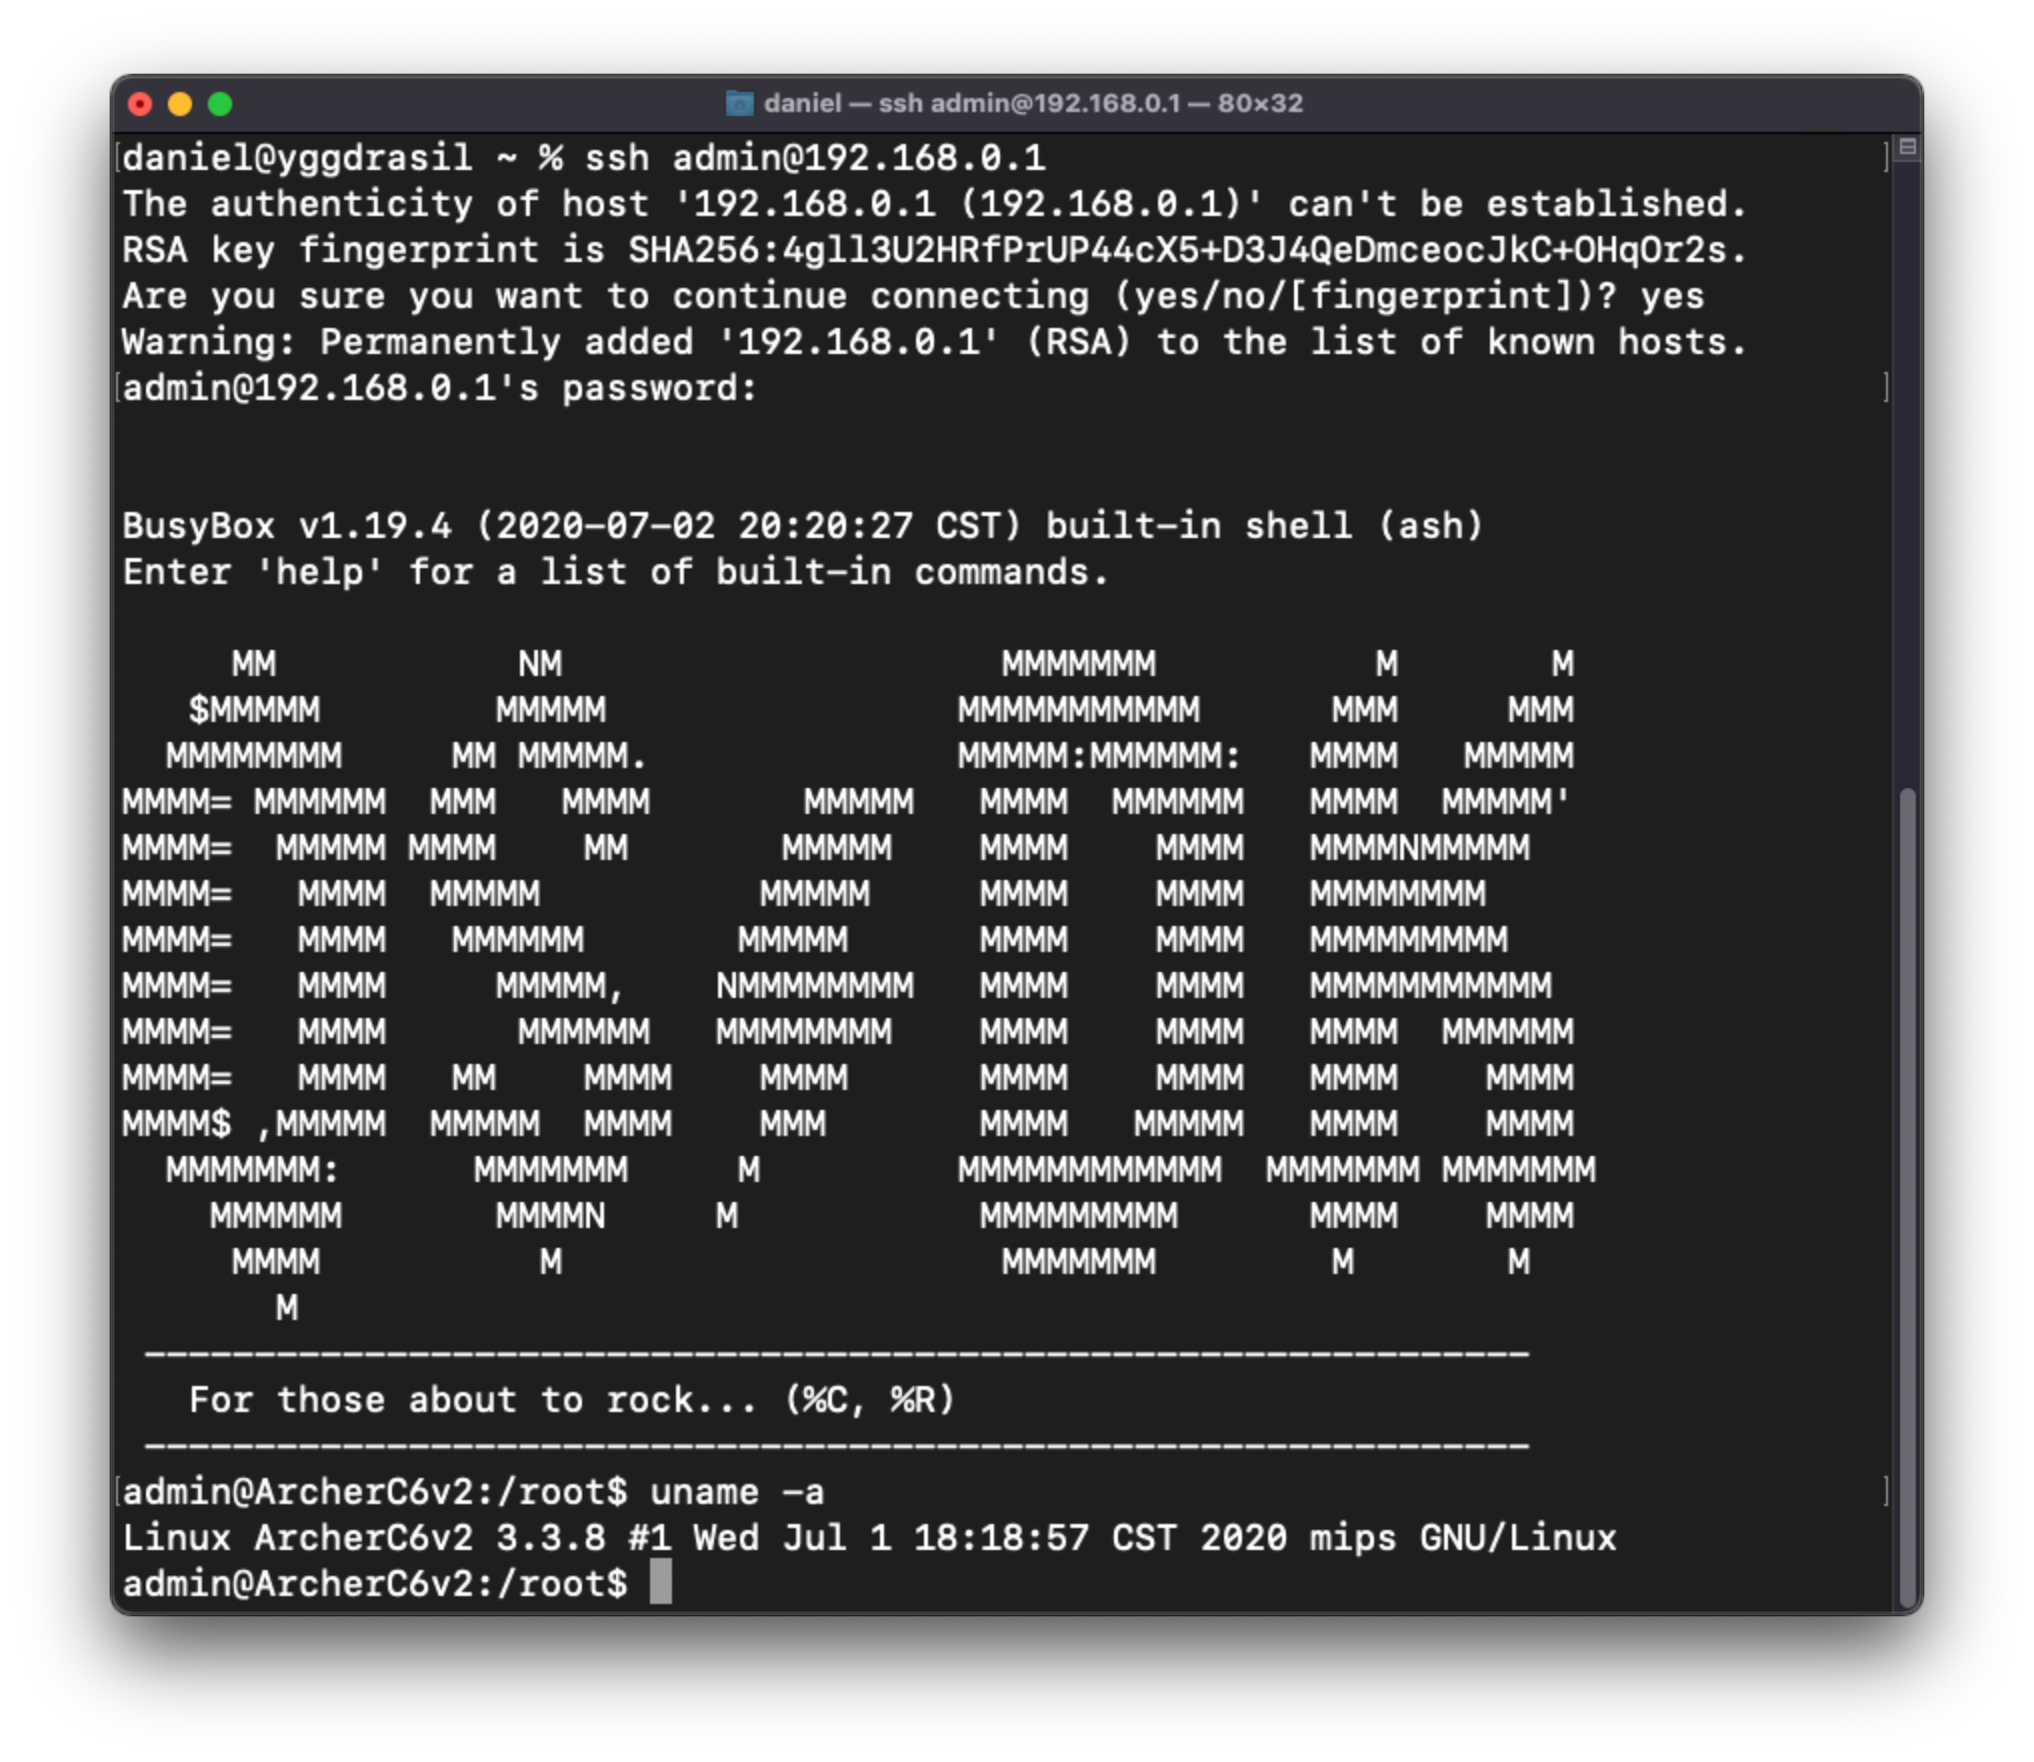 daniel — ssh admin@192.168.0.1 — 80×32
daniel@yggdrasil ~ % ssh admin@192.168.0.1
The authenticity of host '192.168.0.1 (192.168.0.1)' can't be established.
RSA key fingerprint is SHA256:4gll3U2HRfPrUP44cX5+D3J4QeDmceocJkC+OHqOr2s.
Are you sure you want to continue connecting (yes/no/[fingerprint])? yes
Warning: Permanently added '192.168.0.1' (RSA) to the list of known hosts.
admin@192.168.0.1's password:
BusyBox v1.19.4 (2020-07-02 20:20:27 CST) built-in shell (ash)
Enter 'help' for a list of built-in commands.
     MM           NM                    MMMMMMM          M       M
   $MMMMM        MMMMM                MMMMMMMMMMM      MMM     MMM
  MMMMMMMM     MM MMMMM.              MMMMM:MMMMMM:   MMMM   MMMMM
MMMM= MMMMMM  MMM   MMMM       MMMMM   MMMM  MMMMMM   MMMM  MMMMM'
MMMM=  MMMMM MMMM    MM       MMMMM    MMMM    MMMM   MMMMNMMMMM
MMMM=   MMMM  MMMMM          MMMMM     MMMM    MMMM   MMMMMMMM
MMMM=   MMMM   MMMMMM       MMMMM      MMMM    MMMM   MMMMMMMMM
MMMM=   MMMM     MMMMM,    NMMMMMMMM   MMMM    MMMM   MMMMMMMMMMM
MMMM=   MMMM      MMMMMM   MMMMMMMM    MMMM    MMMM   MMMM  MMMMMM
MMMM=   MMMM   MM    MMMM    MMMM      MMMM    MMMM   MMMM    MMMM
MMMM$ ,MMMMM  MMMMM  MMMM    MMM       MMMM   MMMMM   MMMM    MMMM
  MMMMMMM:      MMMMMMM     M         MMMMMMMMMMMM  MMMMMMM MMMMMMM
    MMMMMM       MMMMN     M           MMMMMMMMM      MMMM    MMMM
     MMMM          M                    MMMMMMM        M       M
       M
 ---------------------------------------------------------------
   For those about to rock... (%C, %R)
 ---------------------------------------------------------------
admin@ArcherC6v2:/root$ uname -a
Linux ArcherC6v2 3.3.8 #1 Wed Jul 1 18:18:57 CST 2020 mips GNU/Linux
admin@ArcherC6v2:/root$